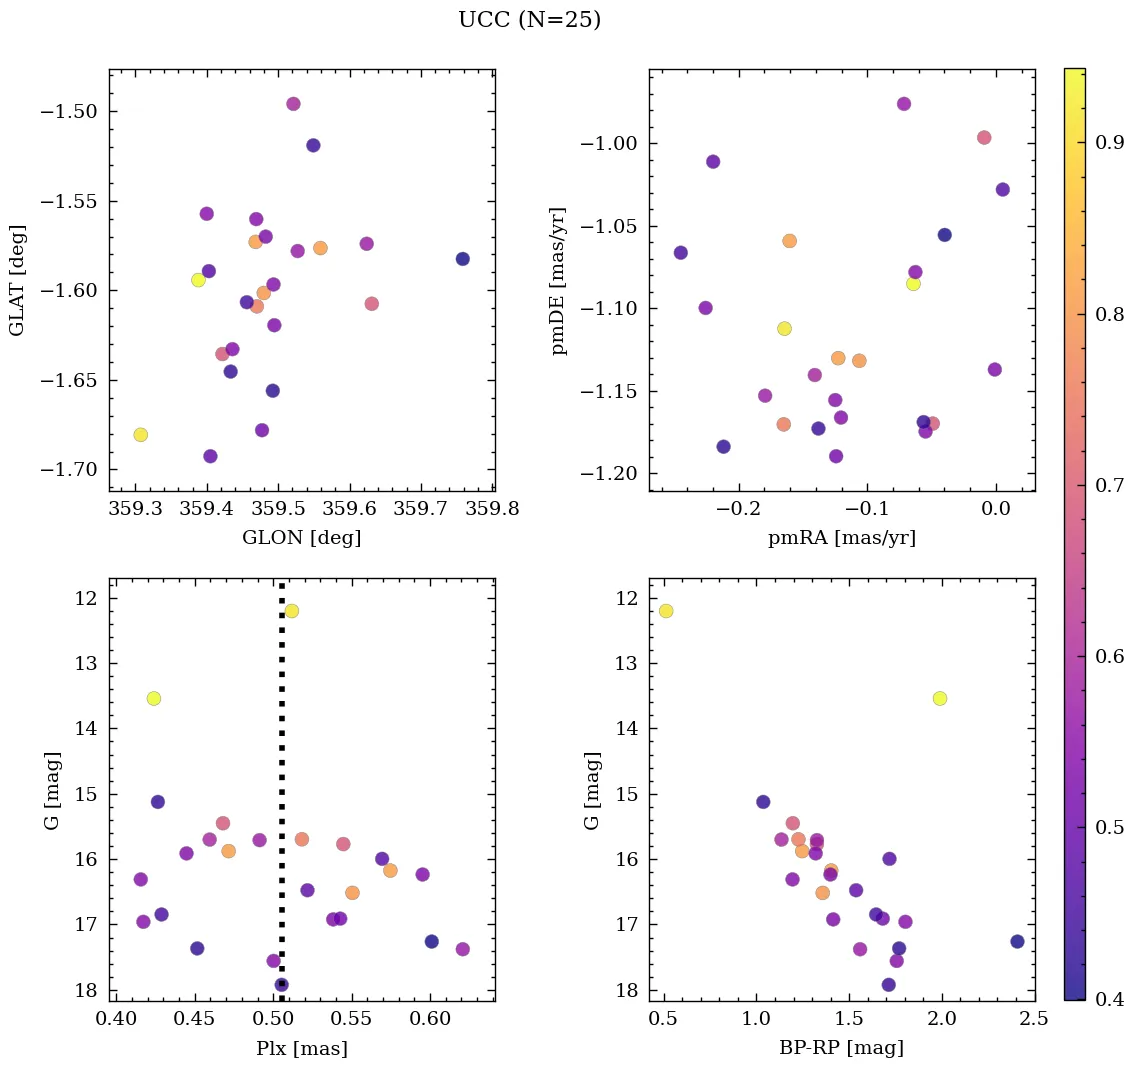 UCC (N=25)
−1.50
−1.55
−1.60
−1.65
−1.70
GLAT [deg]
359.3 359.4 359.5 359.6 359.7 359.8
GLON [deg]
−1.00
−1.05
−1.10
−1.15
−1.20
pmDE [mas/yr]
−0.2 −0.1 0.0
pmRA [mas/yr]
12
13
14
15
16
17
18
G [mag]
0.40 0.45 0.50 0.55 0.60
Plx [mas]
12
13
14
15
16
17
18
G [mag]
0.5 1.0 1.5 2.0 2.5
BP-RP [mag]
0.9
0.8
0.7
0.6
0.5
0.4